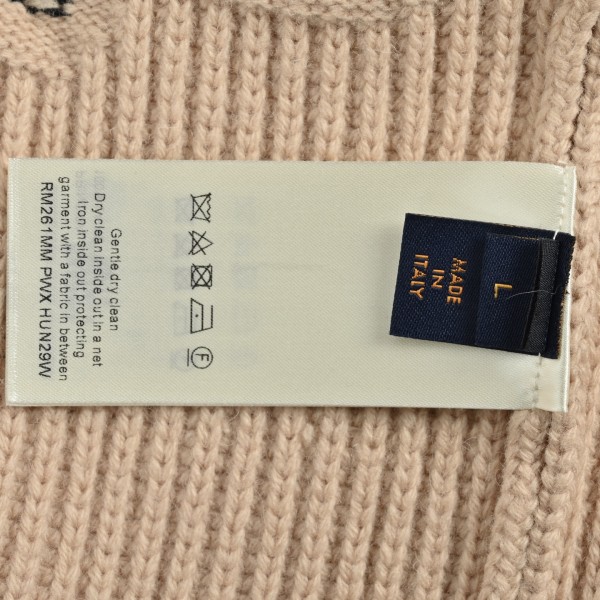 Gentle dry clean
Dry clean inside out in a net
Iron inside out protecting
garment with a fabric in between
RM261MM PWX HUN29W
F
MADE
IN
ITALY
L